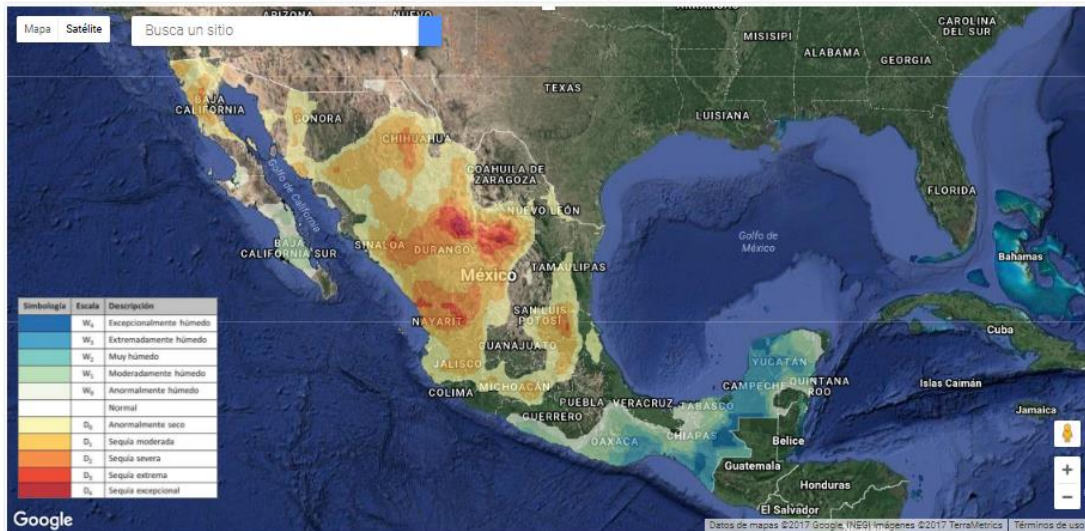 Mapa Satélite Busca un sitio
ARIZONA
NUEVO
ARKANSAS
MISISIPI
CAROLINA
DEL SUR
ALABAMA
GEORGIA
TEXAS
BAJA
CALIFORNIA
SONORA
CHIHUAHUA
LUISIANA
COAHUILA DE
ZARAGOZA
Golfo de California
FLORIDA
NUEVO LEÓN
BAJA
CALIFORNIA SUR
SINALOA
DURANGO
Golfo de
México
TAMAULIPAS
México
Bahamas
SAN LUIS
POTOSÍ
NAYARIT
Cuba
GUANAJUATO
JALISCO
YUCATÁN
COLIMA
MICHOACÁN
CAMPECHE
QUINTANA
ROO
Islas Caimán
PUEBLA
VERACRUZ
TABASCO
GUERRERO
Jamaica
OAXACA
CHIAPAS
Belice
Guatemala
Honduras
El Salvador
Simbología Escala Descripción
W₄ Excepcionalmente húmedo
W₃ Extremadamente húmedo
W₂ Muy húmedo
W₁ Moderadamente húmedo
W₀ Anormalmente húmedo
Normal
D₀ Anormalmente seco
D₁ Sequía moderada
D₂ Sequía severa
D₃ Sequía extrema
D₄ Sequía excepcional
+
−
Google
Datos de mapas ©2017 Google, INEGI Imágenes ©2017 TerraMetrics Términos de uso